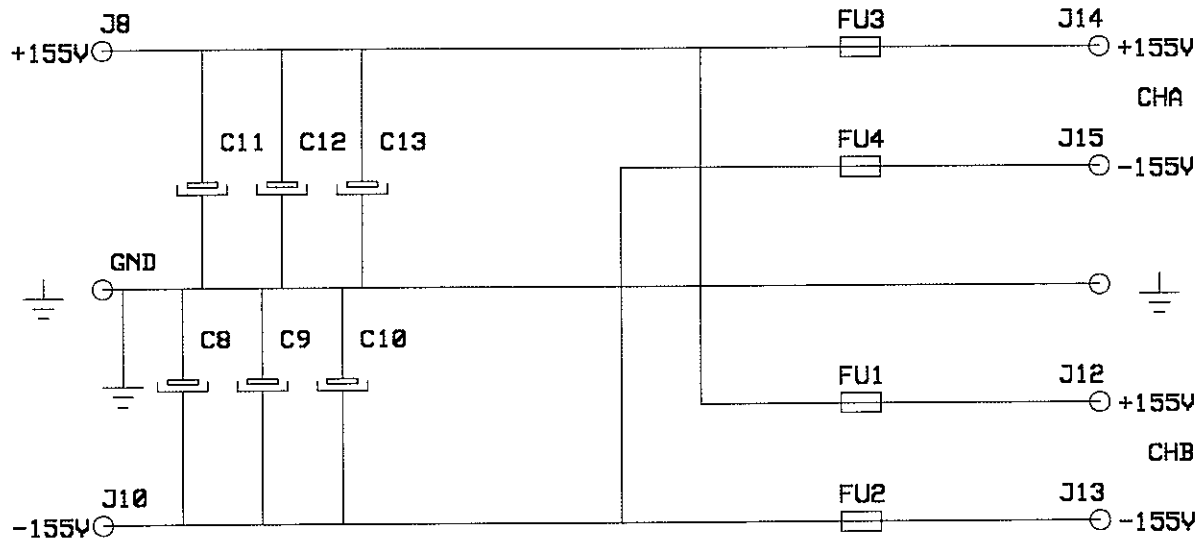 J8 FU3 J14
+155V +155V
CHA
C11 C12 C13 FU4 J15
-155V
GND
C8 C9 C10 FU1 J12
+155V
CHB
J10 FU2 J13
-155V -155V